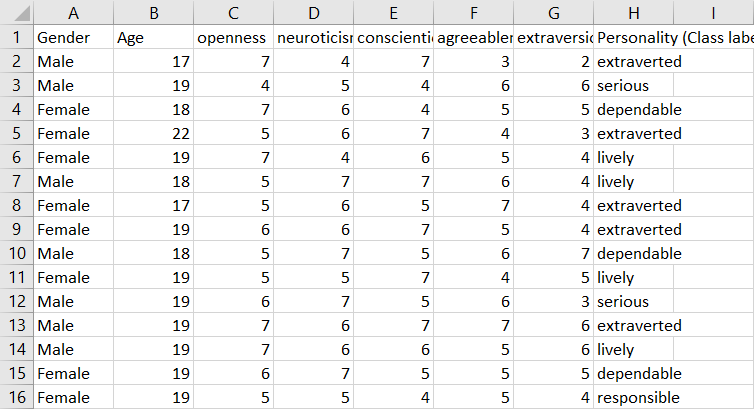 A B C D E F G H I
1 Gender Age openness neuroticisr conscienti agreeabler extraversic Personality (Class labe
2 Male 17 7 4 7 3 2 extraverted
3 Male 19 4 5 4 6 6 serious
4 Female 18 7 6 4 5 5 dependable
5 Female 22 5 6 7 4 3 extraverted
6 Female 19 7 4 6 5 4 lively
7 Male 18 5 7 7 6 4 lively
8 Female 17 5 6 5 7 4 extraverted
9 Female 19 6 6 7 5 4 extraverted
10 Male 18 5 7 5 6 7 dependable
11 Female 19 5 5 7 4 5 lively
12 Male 19 6 7 5 6 3 serious
13 Male 19 7 6 7 7 6 extraverted
14 Male 19 7 6 6 5 6 lively
15 Female 19 6 7 5 5 5 dependable
16 Female 19 5 5 4 5 4 responsible